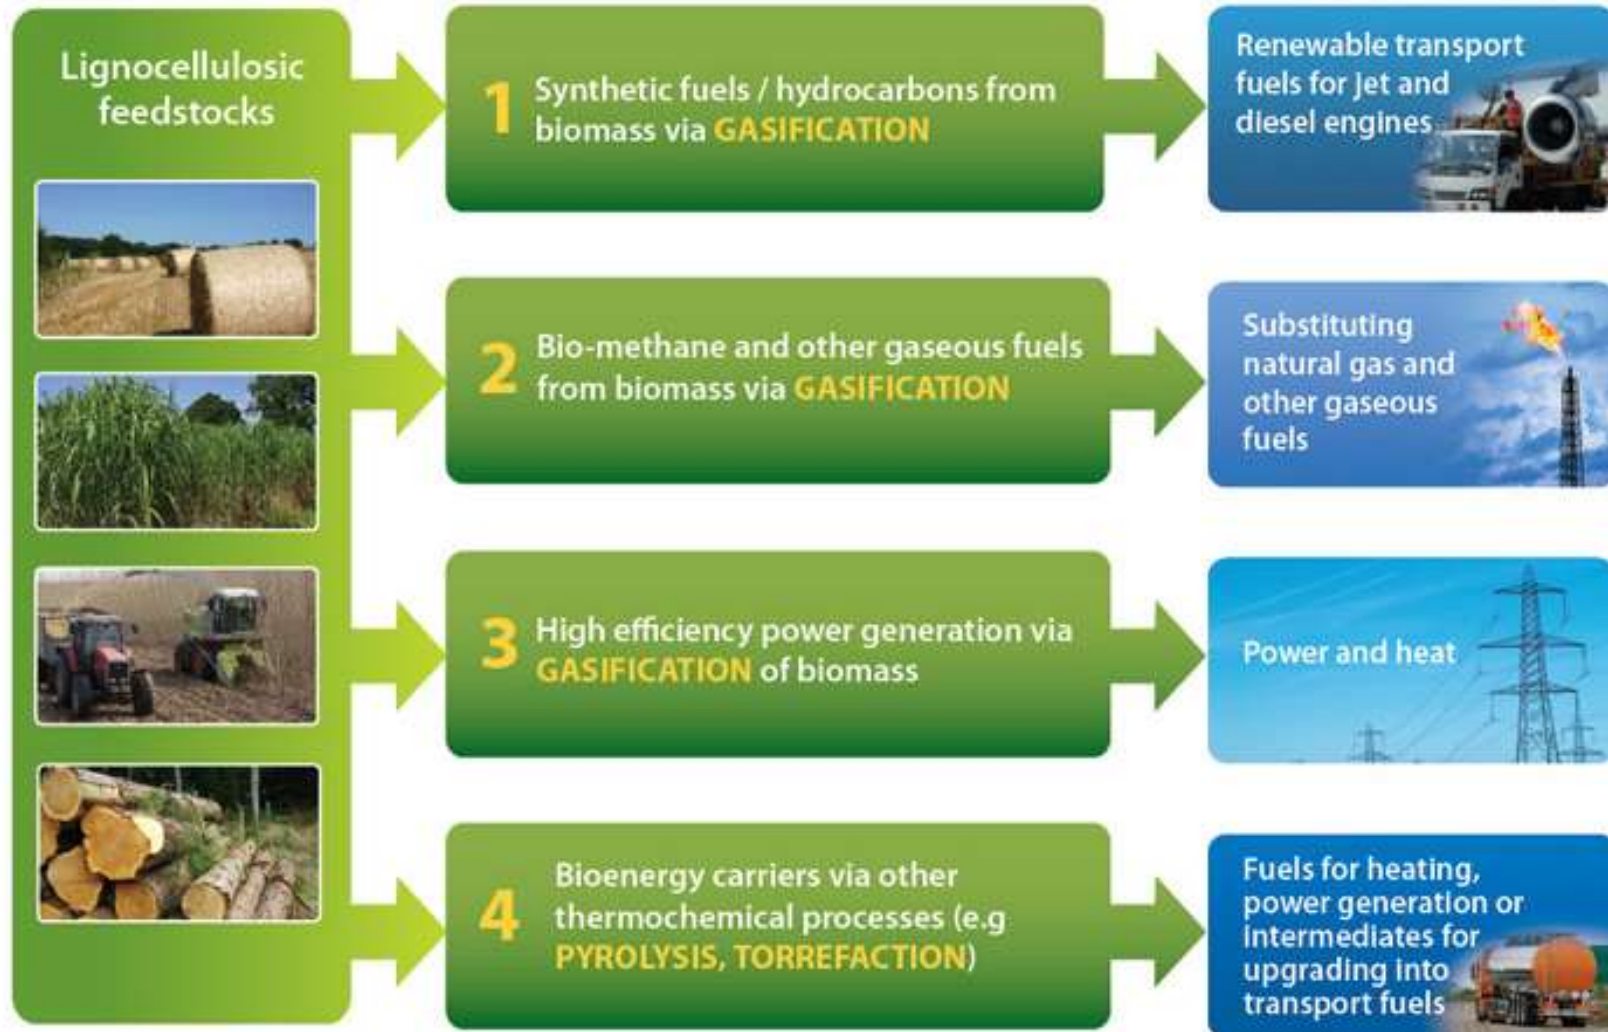 Lignocellulosic
feedstocks
1
Synthetic fuels / hydrocarbons from
biomass via GASIFICATION
Renewable transport
fuels for jet and
diesel engines
2
Bio-methane and other gaseous fuels
from biomass via GASIFICATION
Substituting
natural gas and
other gaseous
fuels
3
High efficiency power generation via
GASIFICATION of biomass
Power and heat
4
Bioenergy carriers via other
thermochemical processes (e.g
PYROLYSIS, TORREFACTION)
Fuels for heating,
power generation or
intermediates for
upgrading into
transport fuels